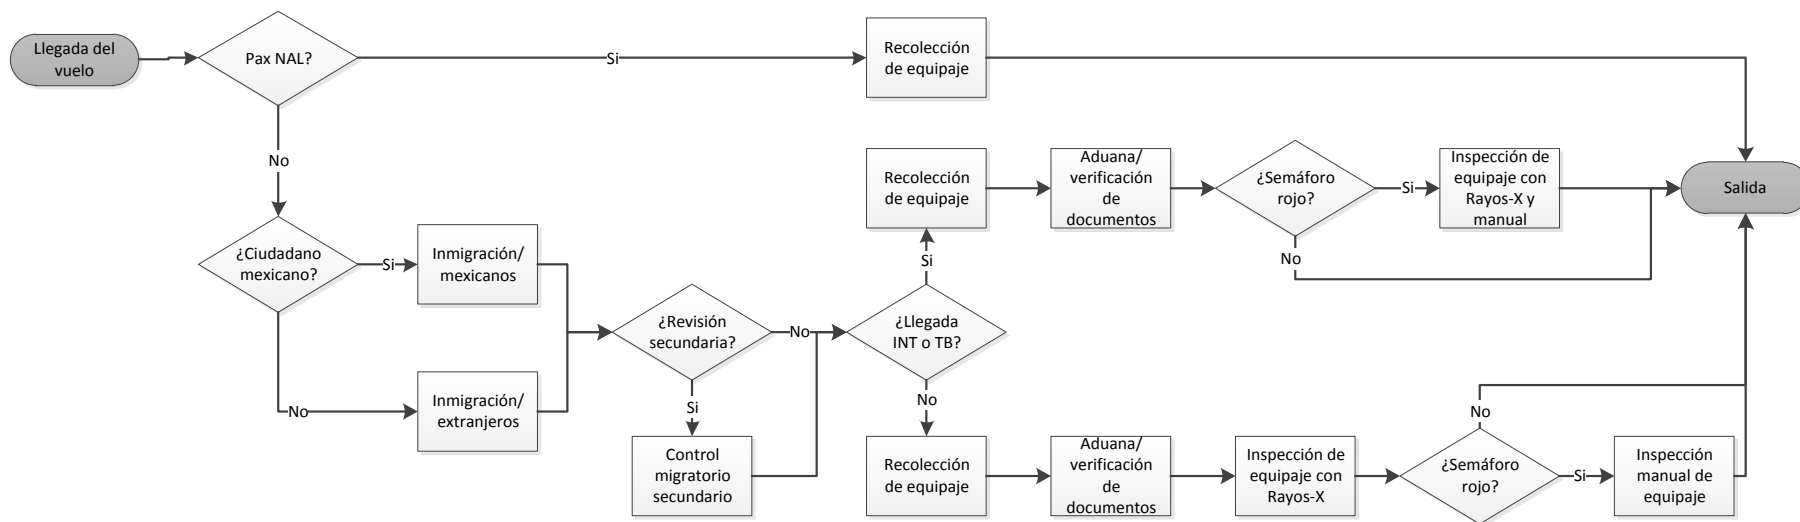 Llegada del
vuelo
Pax NAL?
Si
Recolección
de equipaje
No
¿Ciudadano
mexicano?
Si
Inmigración/
mexicanos
No
Inmigración/
extranjeros
¿Revisión
secundaria?
No
Si
Control
migratorio
secundario
¿Llegada
INT o TB?
Si
Recolección
de equipaje
Aduana/
verificación
de
documentos
¿Semáforo
rojo?
Si
No
Inspección de
equipaje con
Rayos-X y
manual
Salida
No
Recolección
de equipaje
Aduana/
verificación
de
documentos
Inspección de
equipaje con
Rayos-X
¿Semáforo
rojo?
No
Si
Inspección
manual de
equipaje